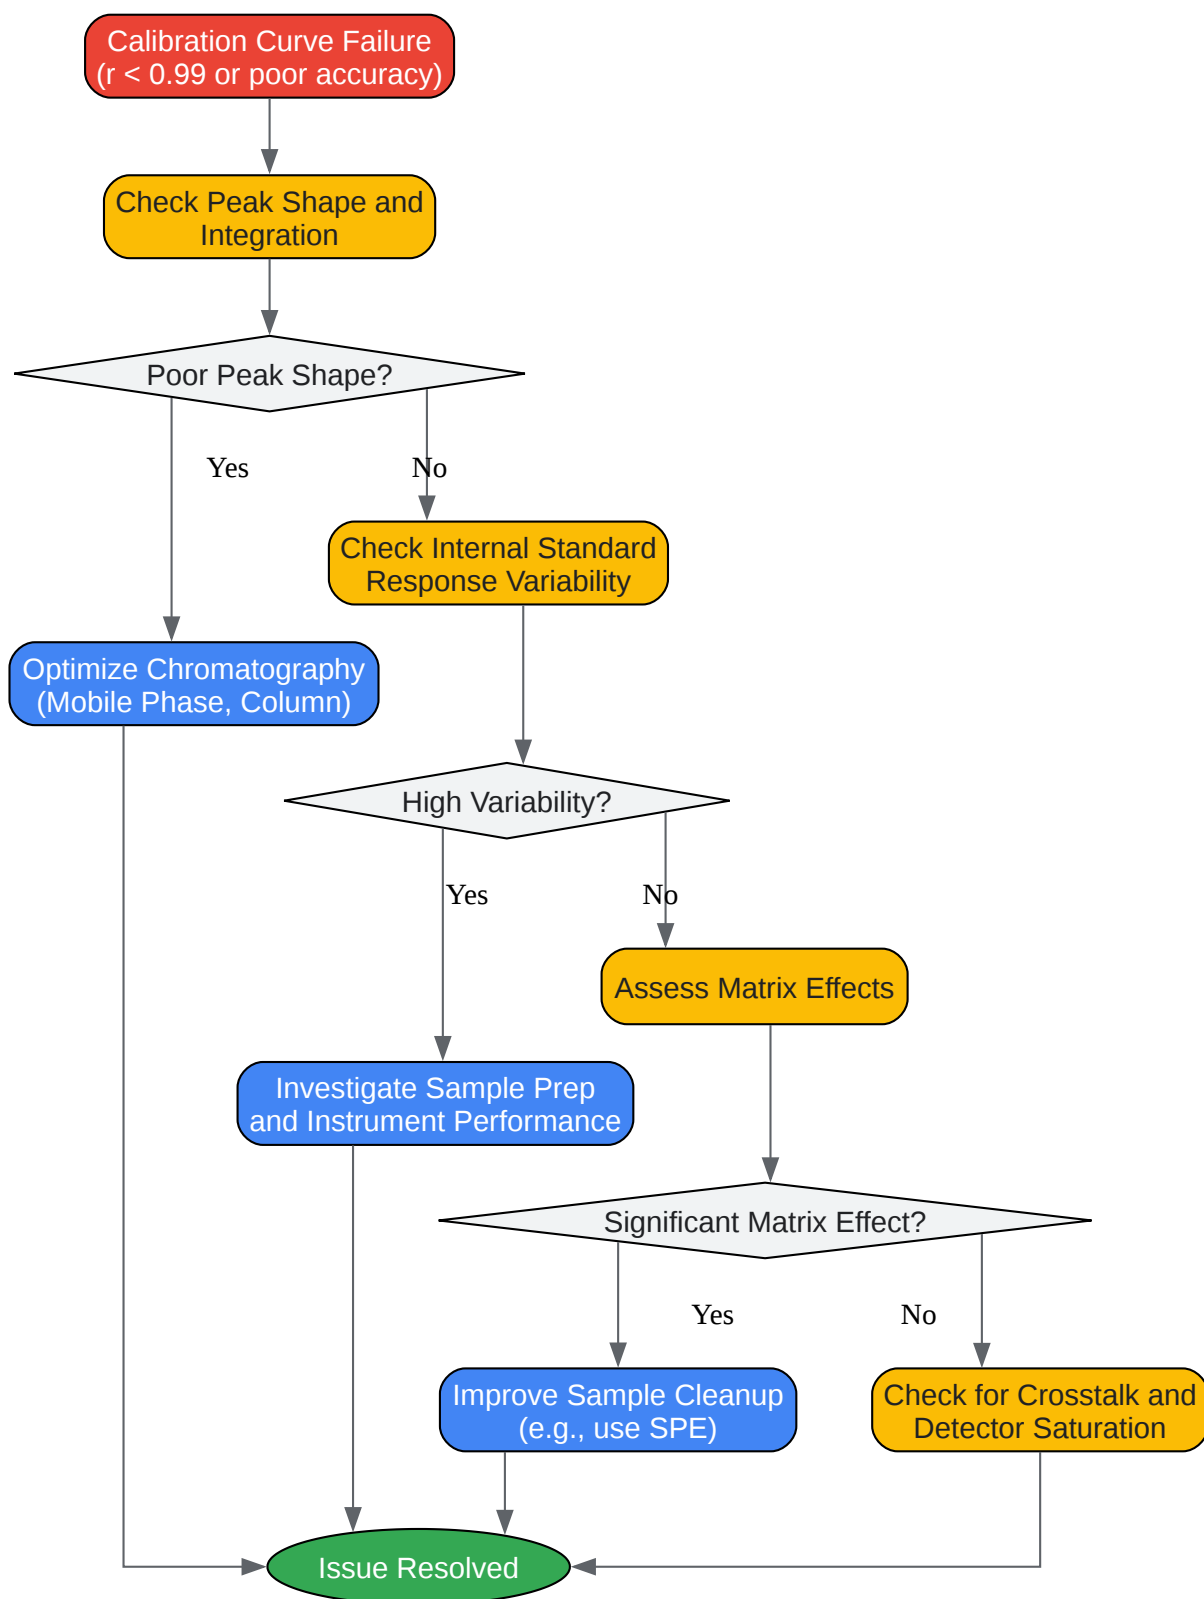 Calibration Curve Failure
(r < 0.99 or poor accuracy)
Check Peak Shape and
Integration
Poor Peak Shape?
Yes
No
Check Internal Standard
Response Variability
Optimize Chromatography
(Mobile Phase, Column)
High Variability?
Yes
No
Assess Matrix Effects
Investigate Sample Prep
and Instrument Performance
Significant Matrix Effect?
Yes
No
Improve Sample Cleanup
(e.g., use SPE)
Check for Crosstalk and
Detector Saturation
Issue Resolved